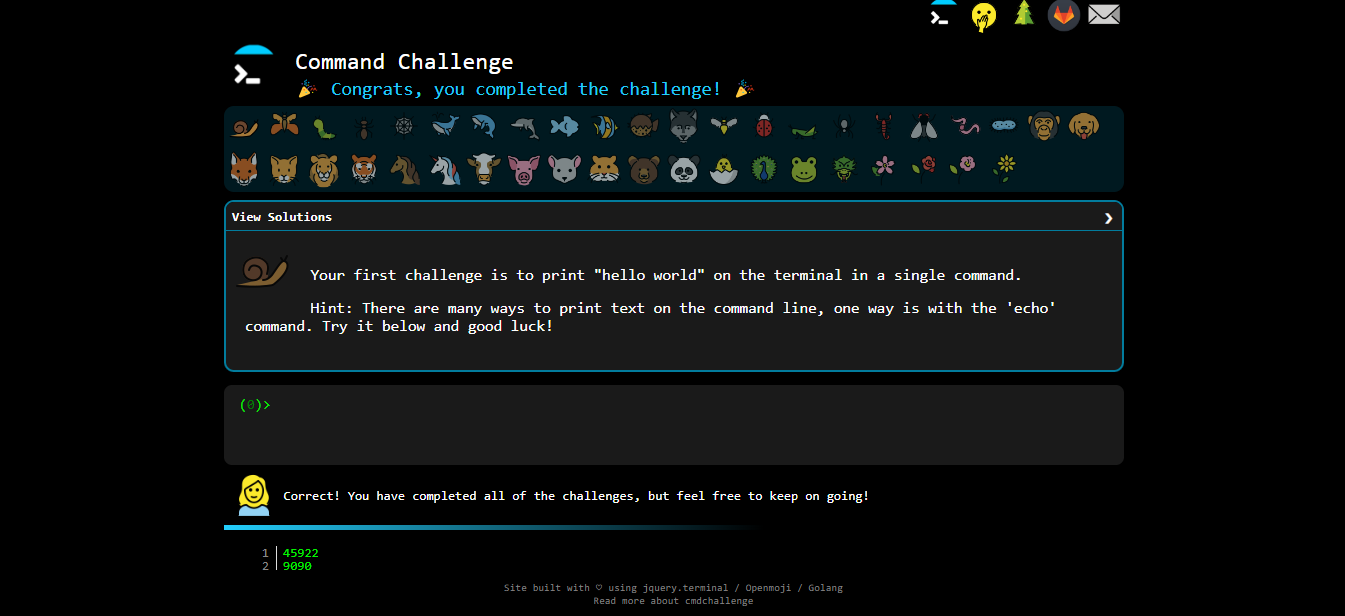 Command Challenge
🎉 Congrats, you completed the challenge! 🎉
View Solutions ❯
Your first challenge is to print "hello world" on the terminal in a single command.
Hint: There are many ways to print text on the command line, one way is with the 'echo'
command. Try it below and good luck!
(0)>
Correct! You have completed all of the challenges, but feel free to keep on going!
1 45922
2 9090
Site built with ♡ using jquery.terminal / Openmoji / Golang
Read more about cmdchallenge